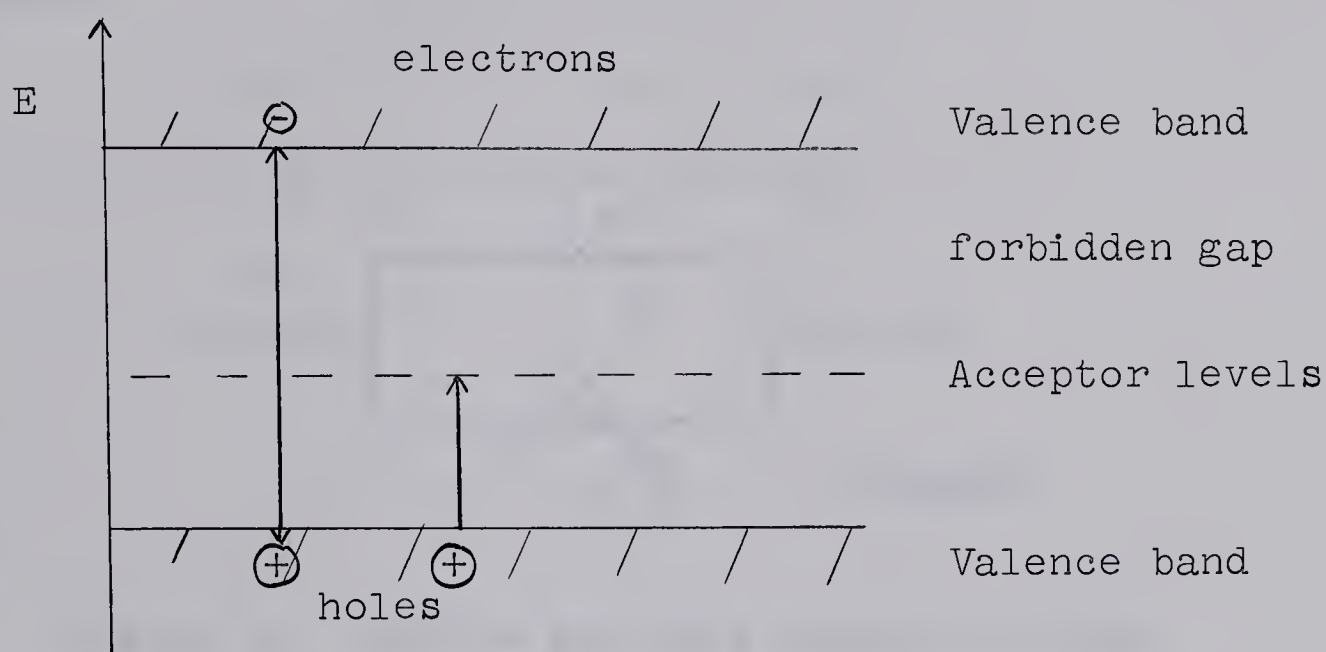 electrons
E
Valence band
forbidden gap
Acceptor levels
Valence band
holes